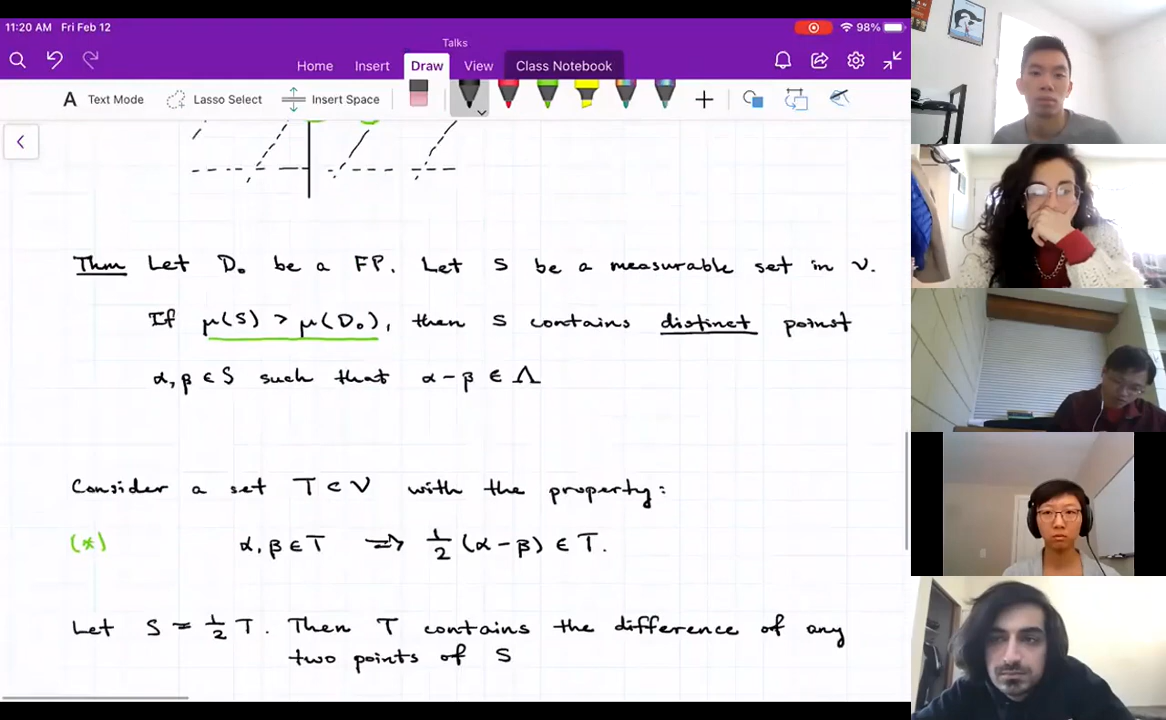 11:20 AM Fri Feb 12
98%
Talks
Home Insert Draw View Class Notebook
A Text Mode Lasso Select Insert Space
Thm Let D₀ be a FP. Let S be a measurable set in V.
If μ(S) > μ(D₀), then S contains distinct points
α, β ∈ S such that α - β ∈ Λ
Consider a set T ⊂ V with the property:
(*) α, β ∈ T ⇒ 1/2 (α - β) ∈ T.
Let S = 1/2 T. Then T contains the difference of any
two points of S